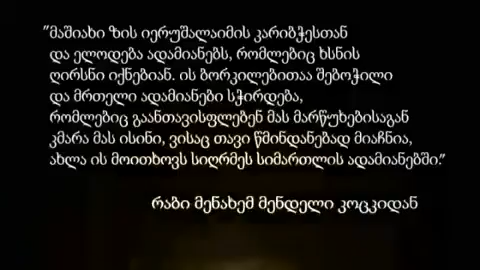 "მაშიახი ზის იერუშალაიმის კარიბჭესთან
და ელოდება ადამიანებს, რომლებიც ხსნის
ღირსნი იქნებიან. ის ბორკილებითაა შებოჭილი
და მრთელი ადამიანები სჭირდება,
რომლებიც გაანთავისფლებენ მას მარწუხებისაგან
კმარა მას ისინი, ვისაც თავი წმინდანებად მიაჩნია,
ახლა ის მოითხოვს სიღრმეს სიმართლის ადამიანებში."
რაბი მენახემ მენდელი კოცკიდან